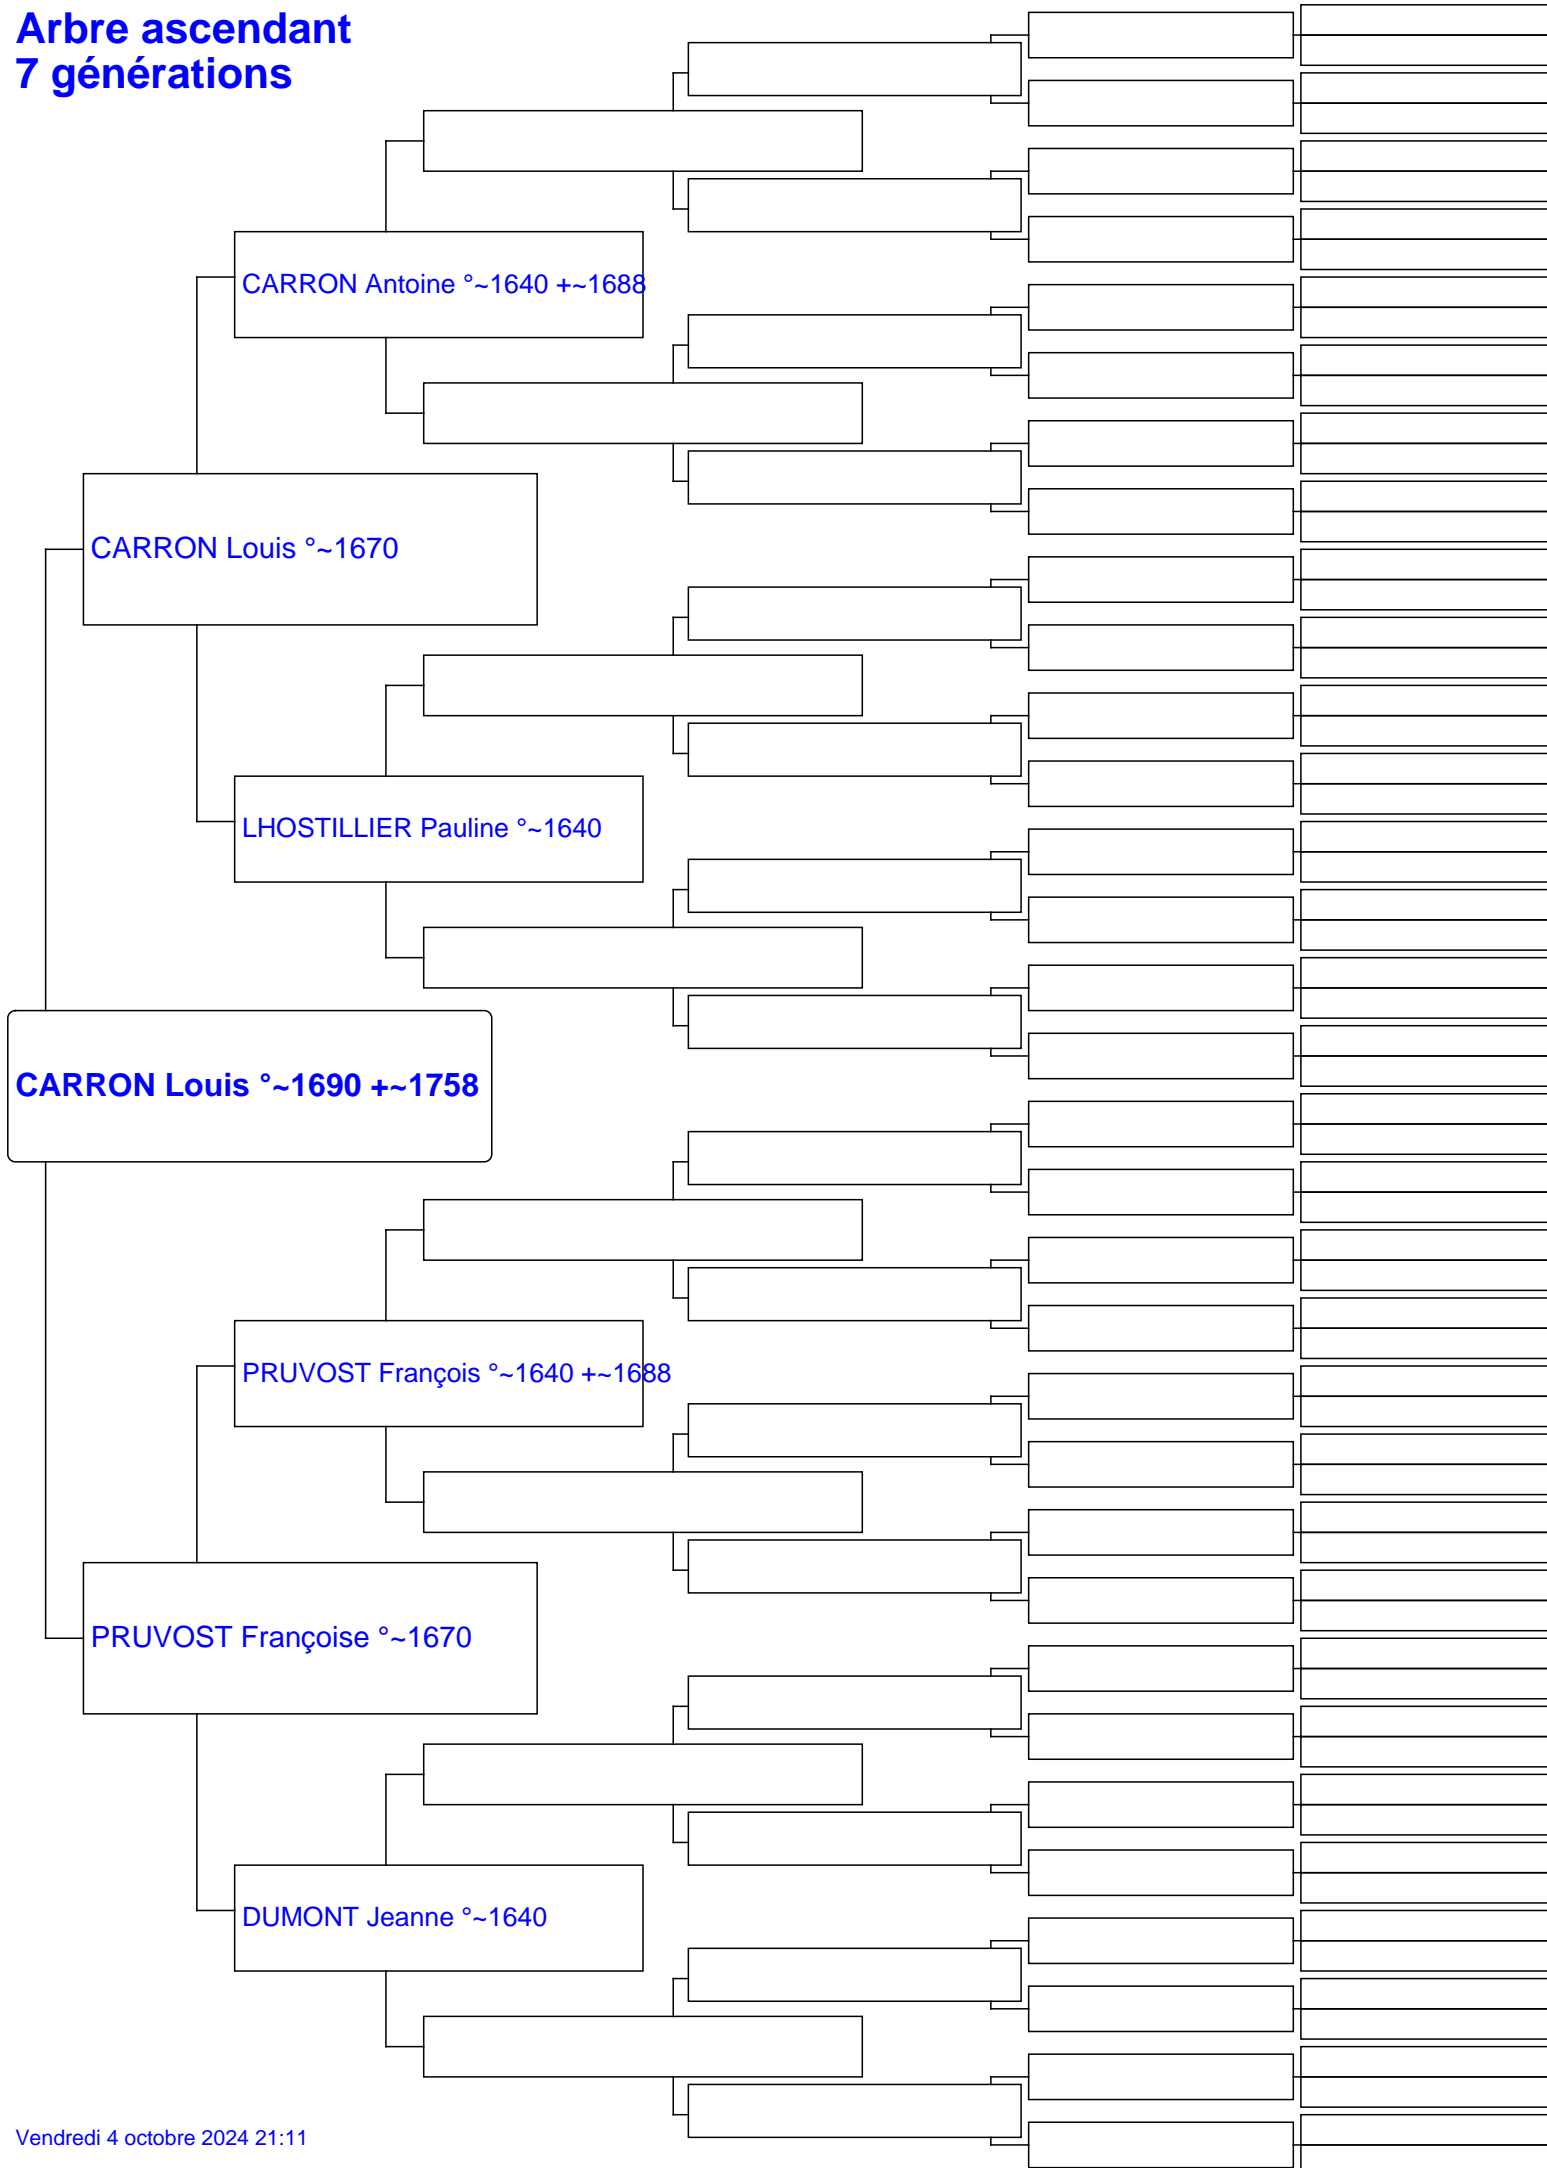 Arbre ascendant
7 générations
CARRON Antoine °~1640 +~1688
CARRON Louis °~1670
LHOSTILLIER Pauline °~1640
CARRON Louis °~1690 +~1758
PRUVOST François °~1640 +~1688
PRUVOST Françoise °~1670
DUMONT Jeanne °~1640
Vendredi 4 octobre 2024 21:11